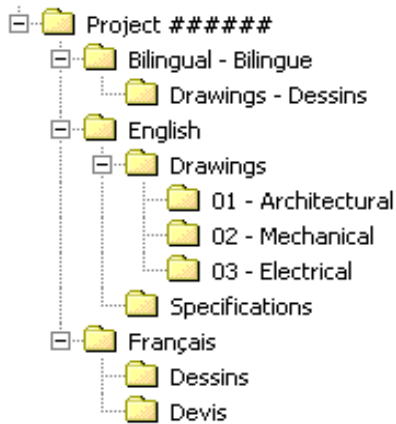 Project ######
Bilingual - Bilingue
Drawings - Dessins
English
Drawings
01 - Architectural
02 - Mechanical
03 - Electrical
Specifications
Français
Dessins
Devis